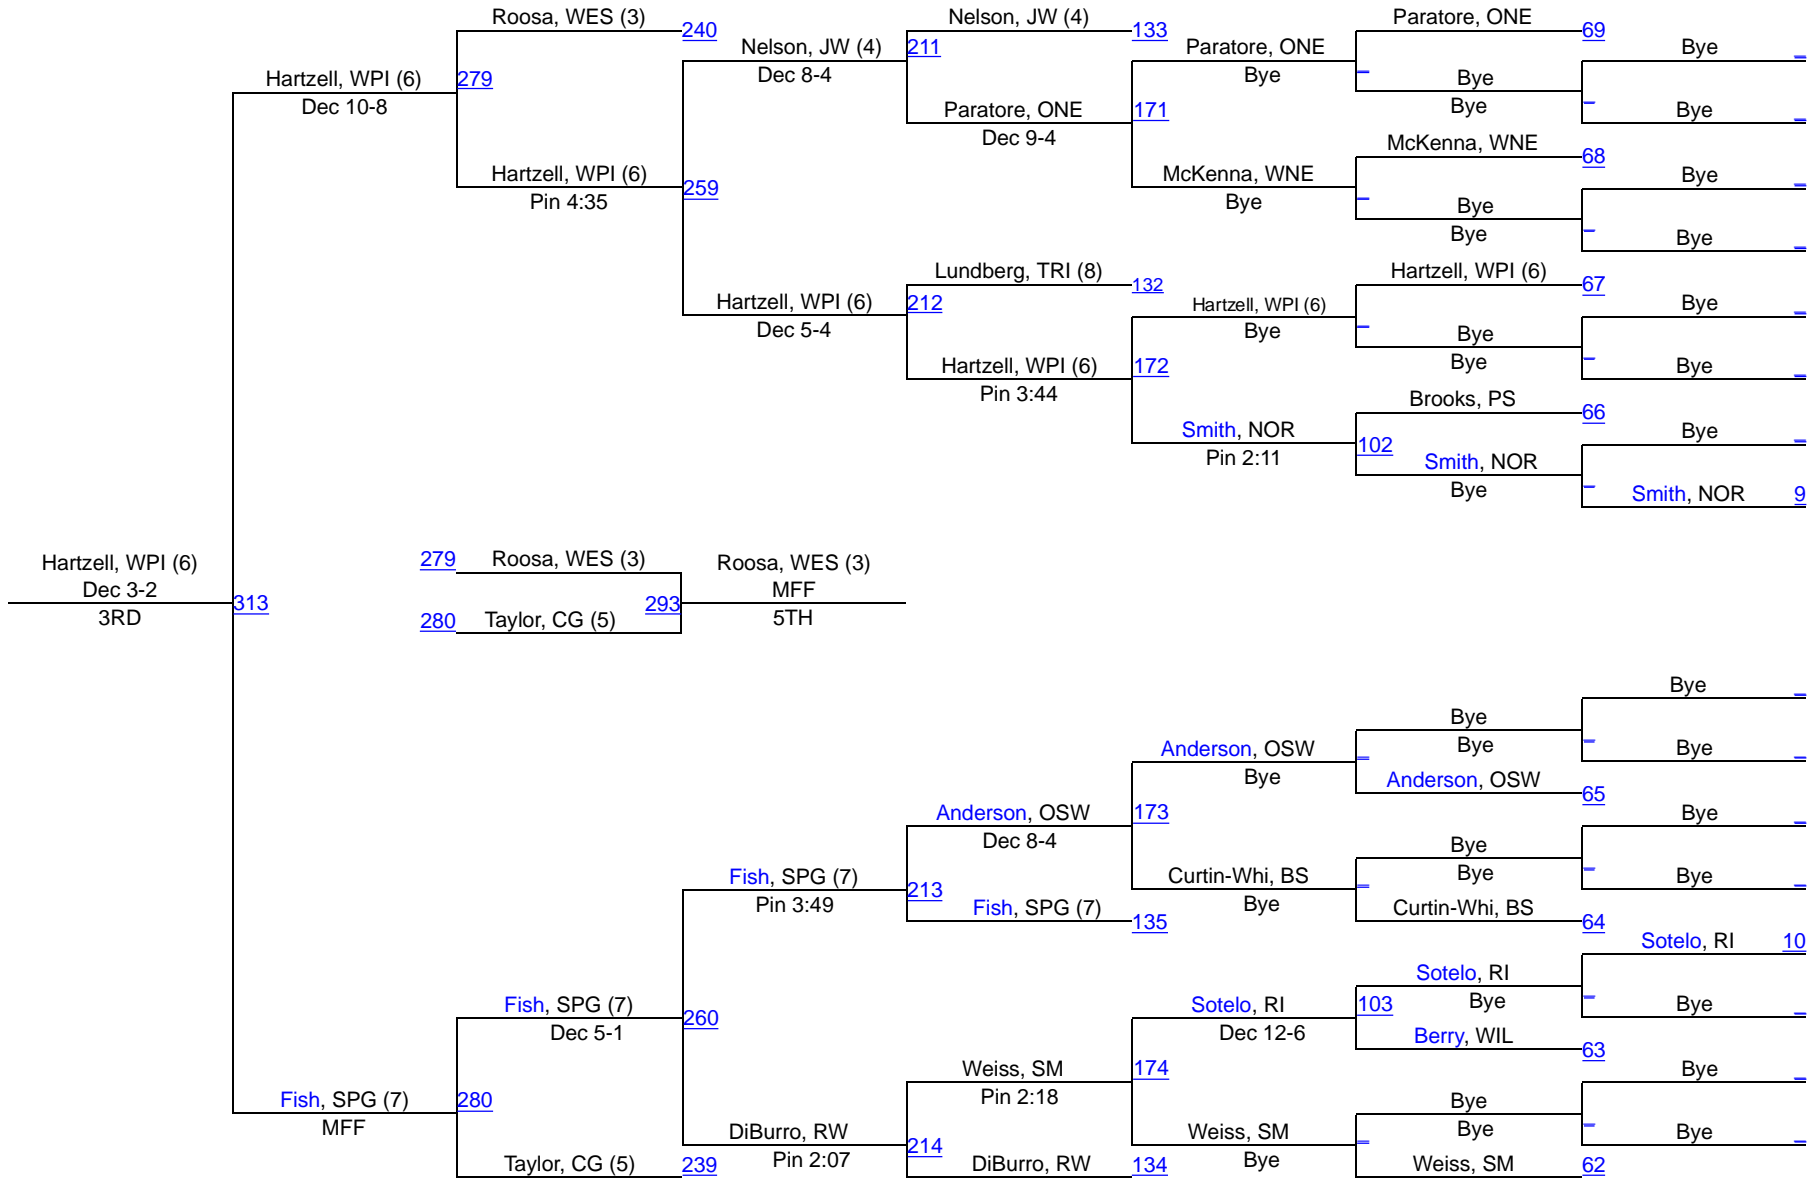 Roosa, WES (3)
240
Nelson, JW (4)
133
Paratore, ONE
69
Hartzell, WPI (6)
Dec 10-8
279
Nelson, JW (4)
Dec 8-4
211
Paratore, ONE
Bye
–
Bye
Bye
Bye
–
–
Bye
–
Paratore, ONE
Dec 9-4
171
McKenna, WNE
68
Hartzell, WPI (6)
Pin 4:35
259
McKenna, WNE
Bye
–
Bye
Bye
Bye
–
–
Bye
–
Lundberg, TRI (8)
132
Hartzell, WPI (6)
67
Hartzell, WPI (6)
Dec 5-4
212
Hartzell, WPI (6)
Bye
–
Bye
Bye
Bye
–
–
Bye
–
Hartzell, WPI (6)
Pin 3:44
172
Brooks, PS
66
Smith, NOR
Pin 2:11
102
Smith, NOR
Bye
Bye
–
–
Smith, NOR
9
Hartzell, WPI (6)
Dec 3-2
3RD
313
279
Roosa, WES (3)
280
Taylor, CG (5)
293
Roosa, WES (3)
MFF
5TH
Bye
–
Bye
Bye
–
Bye
–
Anderson, OSW
Bye
–
Anderson, OSW
65
Anderson, OSW
Dec 8-4
173
Bye
–
Bye
Bye
–
Bye
–
Fish, SPG (7)
Pin 3:49
213
Curtin-Whi, BS
Bye
–
Curtin-Whi, BS
64
Fish, SPG (7)
135
Sotelo, RI
10
Sotelo, RI
Bye
–
Bye
–
Fish, SPG (7)
Dec 5-1
260
Sotelo, RI
Dec 12-6
103
Berry, WIL
63
Weiss, SM
Pin 2:18
174
Bye
–
Bye
Bye
–
Bye
–
Fish, SPG (7)
MFF
280
DiBurro, RW
Pin 2:07
214
Weiss, SM
Bye
–
Weiss, SM
62
Taylor, CG (5)
239
DiBurro, RW
134